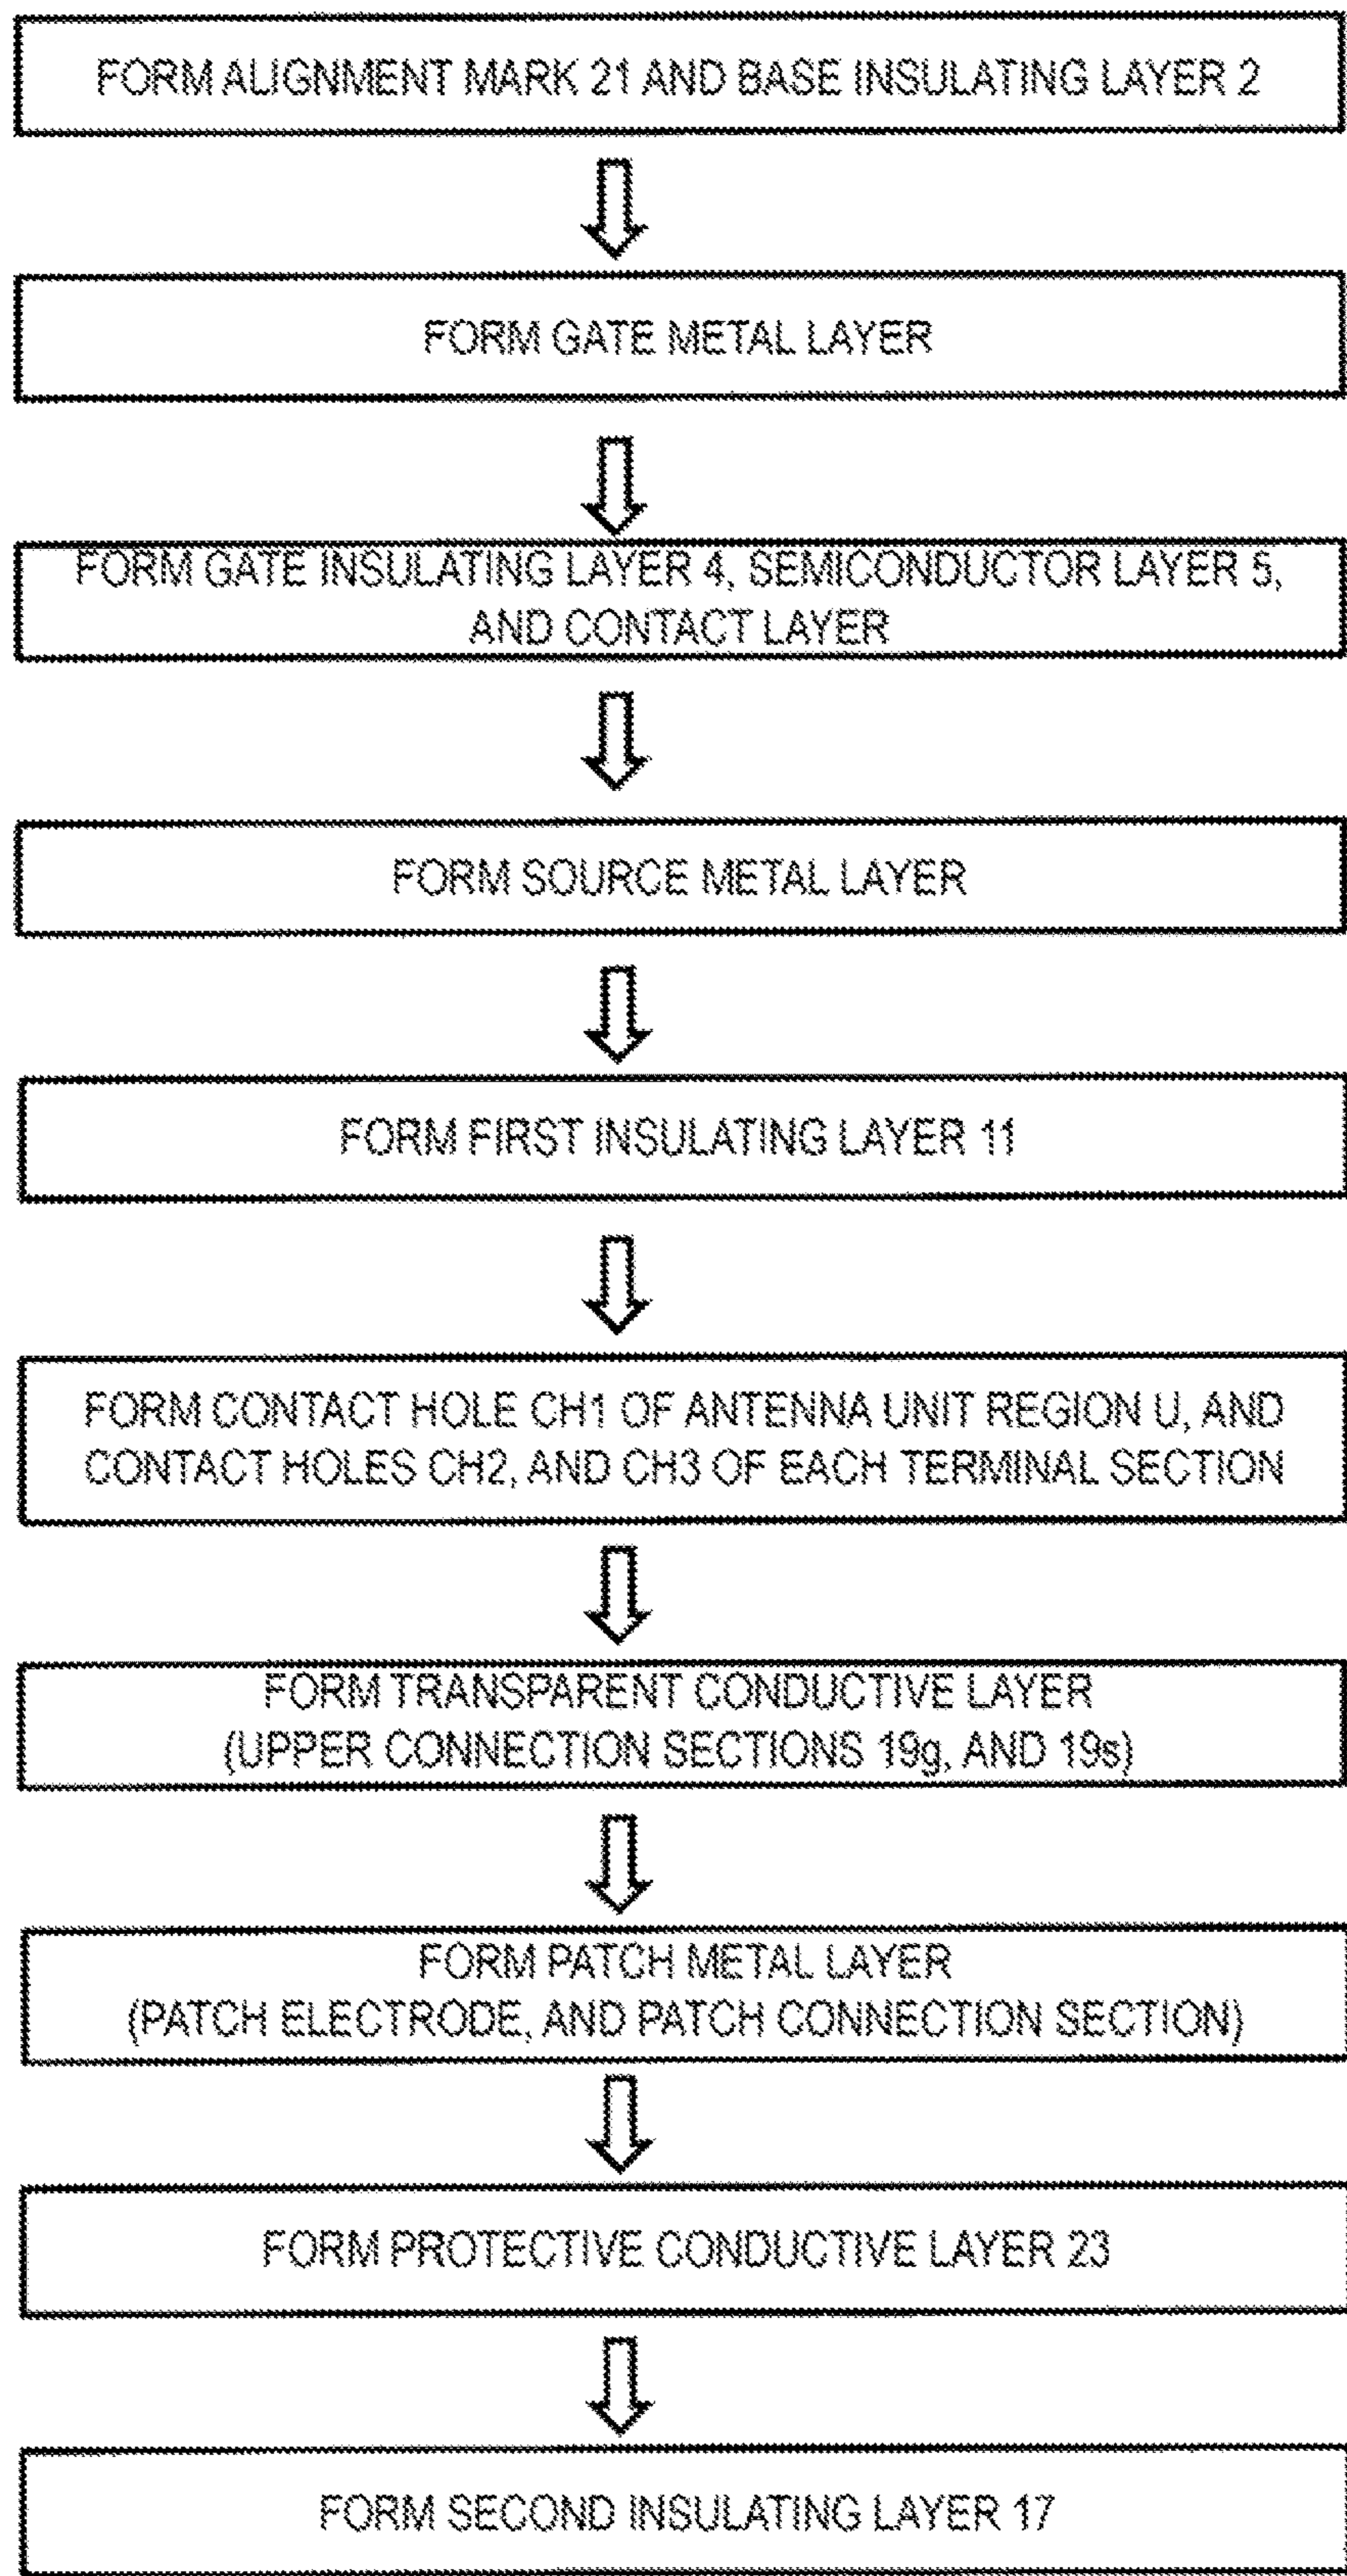 FORM ALIGNMENT MARK 21 AND BASE INSULATING LAYER 2
FORM GATE METAL LAYER
FORM GATE INSULATING LAYER 4, SEMICONDUCTOR LAYER 5,
AND CONTACT LAYER
FORM SOURCE METAL LAYER
FORM FIRST INSULATING LAYER 11
FORM CONTACT HOLE CH1 OF ANTENNA UNIT REGION U, AND
CONTACT HOLES CH2, AND CH3 OF EACH TERMINAL SECTION
FORM TRANSPARENT CONDUCTIVE LAYER
(UPPER CONNECTION SECTIONS 19g, AND 19s)
FORM PATCH METAL LAYER
(PATCH ELECTRODE, AND PATCH CONNECTION SECTION)
FORM PROTECTIVE CONDUCTIVE LAYER 23
FORM SECOND INSULATING LAYER 17